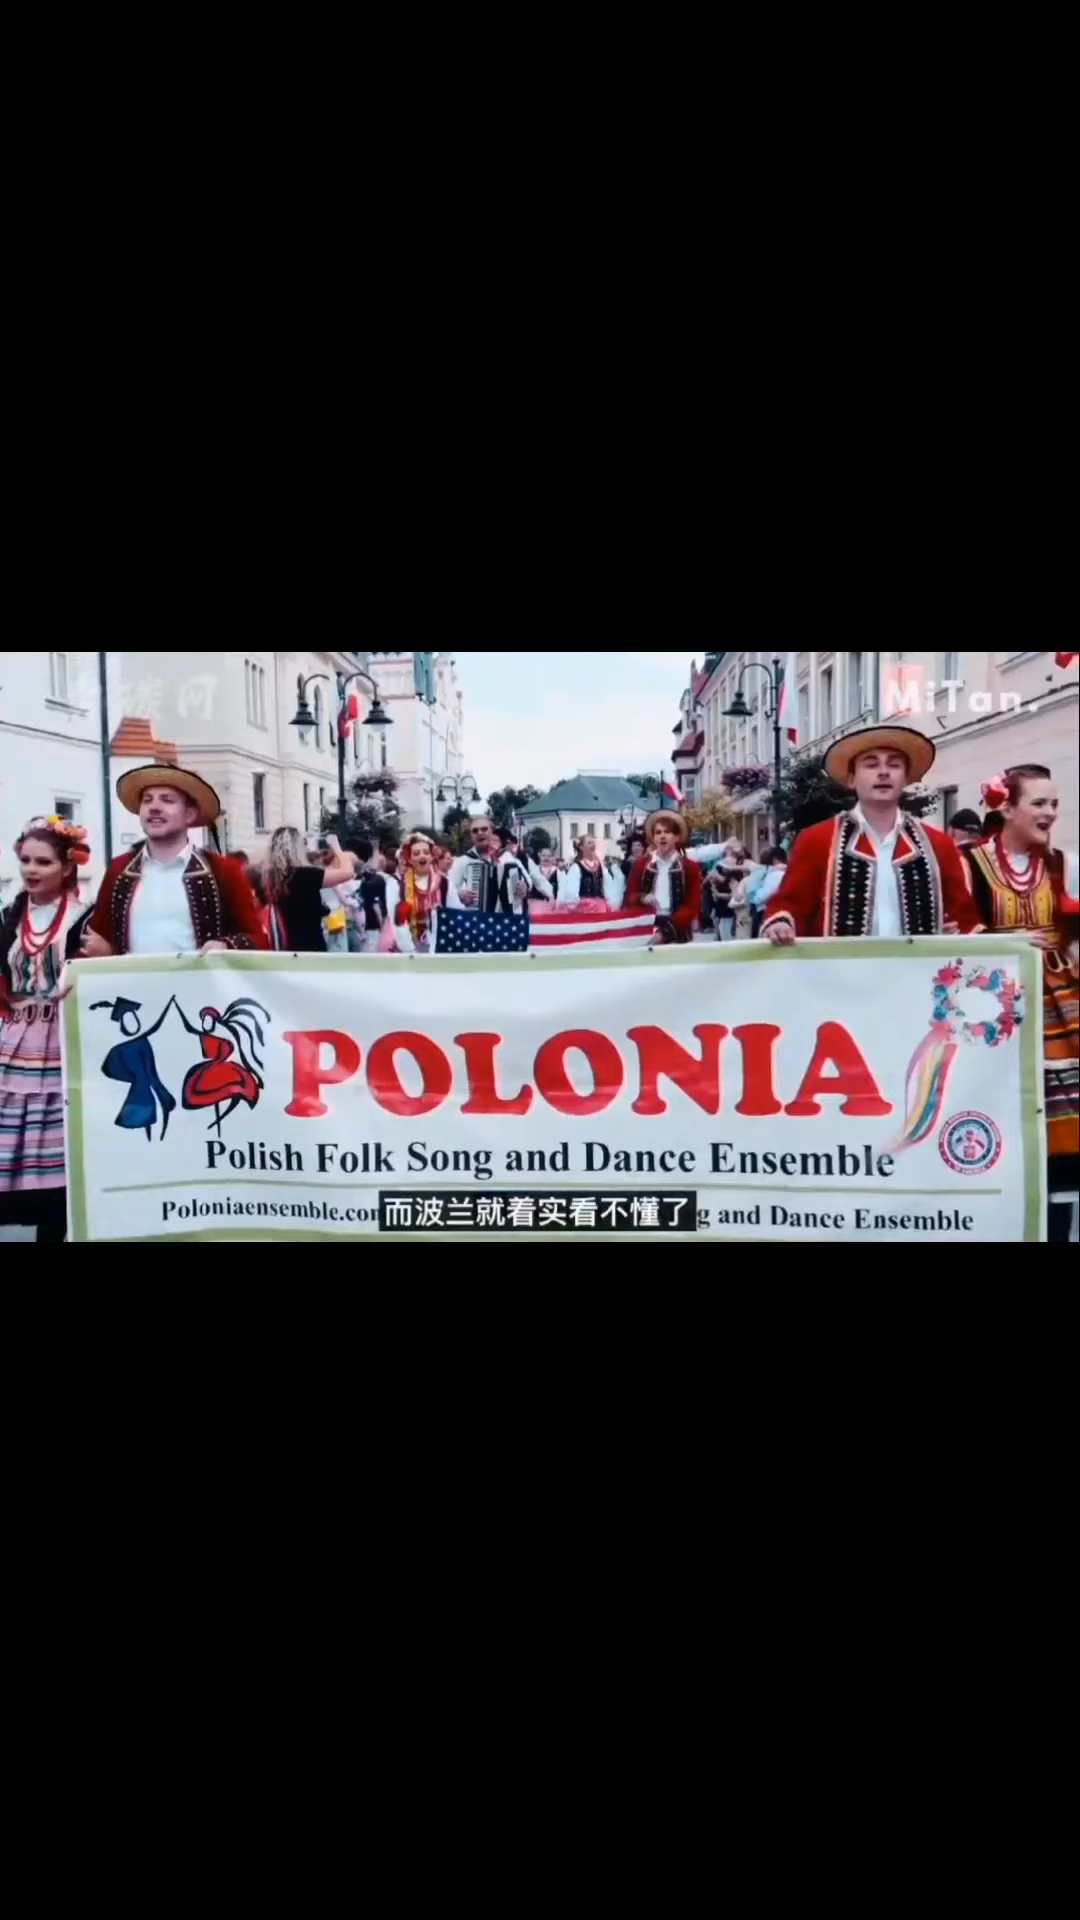 MiTan.
POLONIA
Polish Folk Song and Dance Ensemble
Poloniaensemble.com
而波兰就着实看不懂了
g and Dance Ensemble